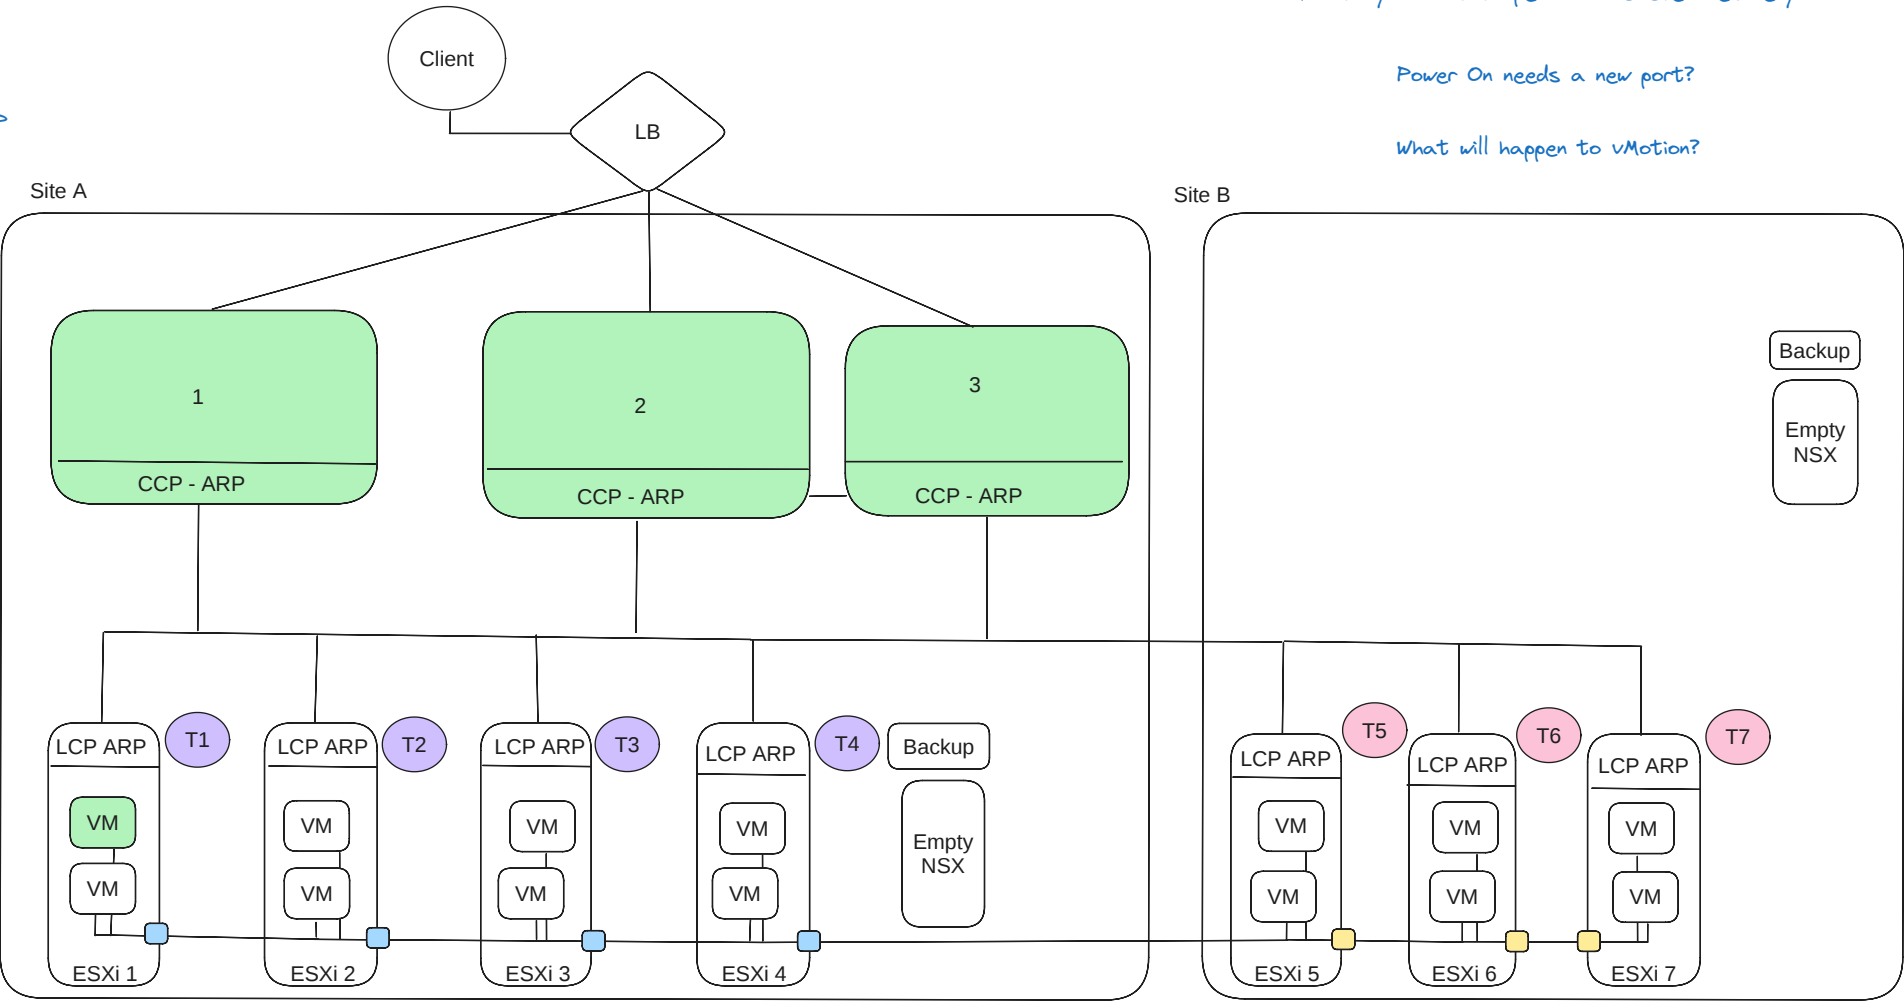 Client
LB
Power On needs a new port?
What will happen to vMotion?
Site A
Site B
1
2
3
CCP - ARP
CCP - ARP
CCP - ARP
Backup
Empty
NSX
LCP ARP
T1
LCP ARP
T2
LCP ARP
T3
LCP ARP
T4
Backup
LCP ARP
T5
LCP ARP
T6
LCP ARP
T7
VM
VM
VM
VM
VM
VM
VM
Empty
NSX
VM
VM
VM
VM
VM
VM
VM
ESXi 1
ESXi 2
ESXi 3
ESXi 4
ESXi 5
ESXi 6
ESXi 7